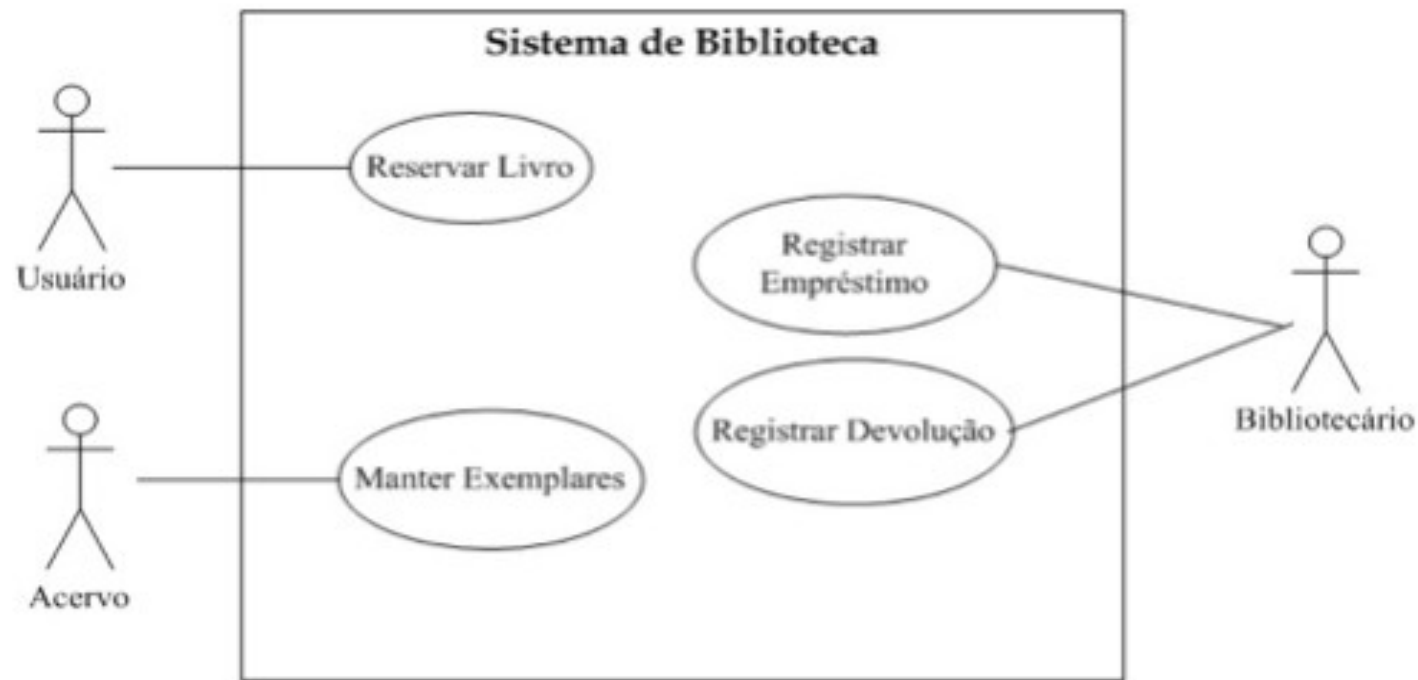 Sistema de Biblioteca
Reservar Livro
Usuário
Registrar
Empréstimo
Registrar Devolução
Bibliotecário
Manter Exemplares
Acervo